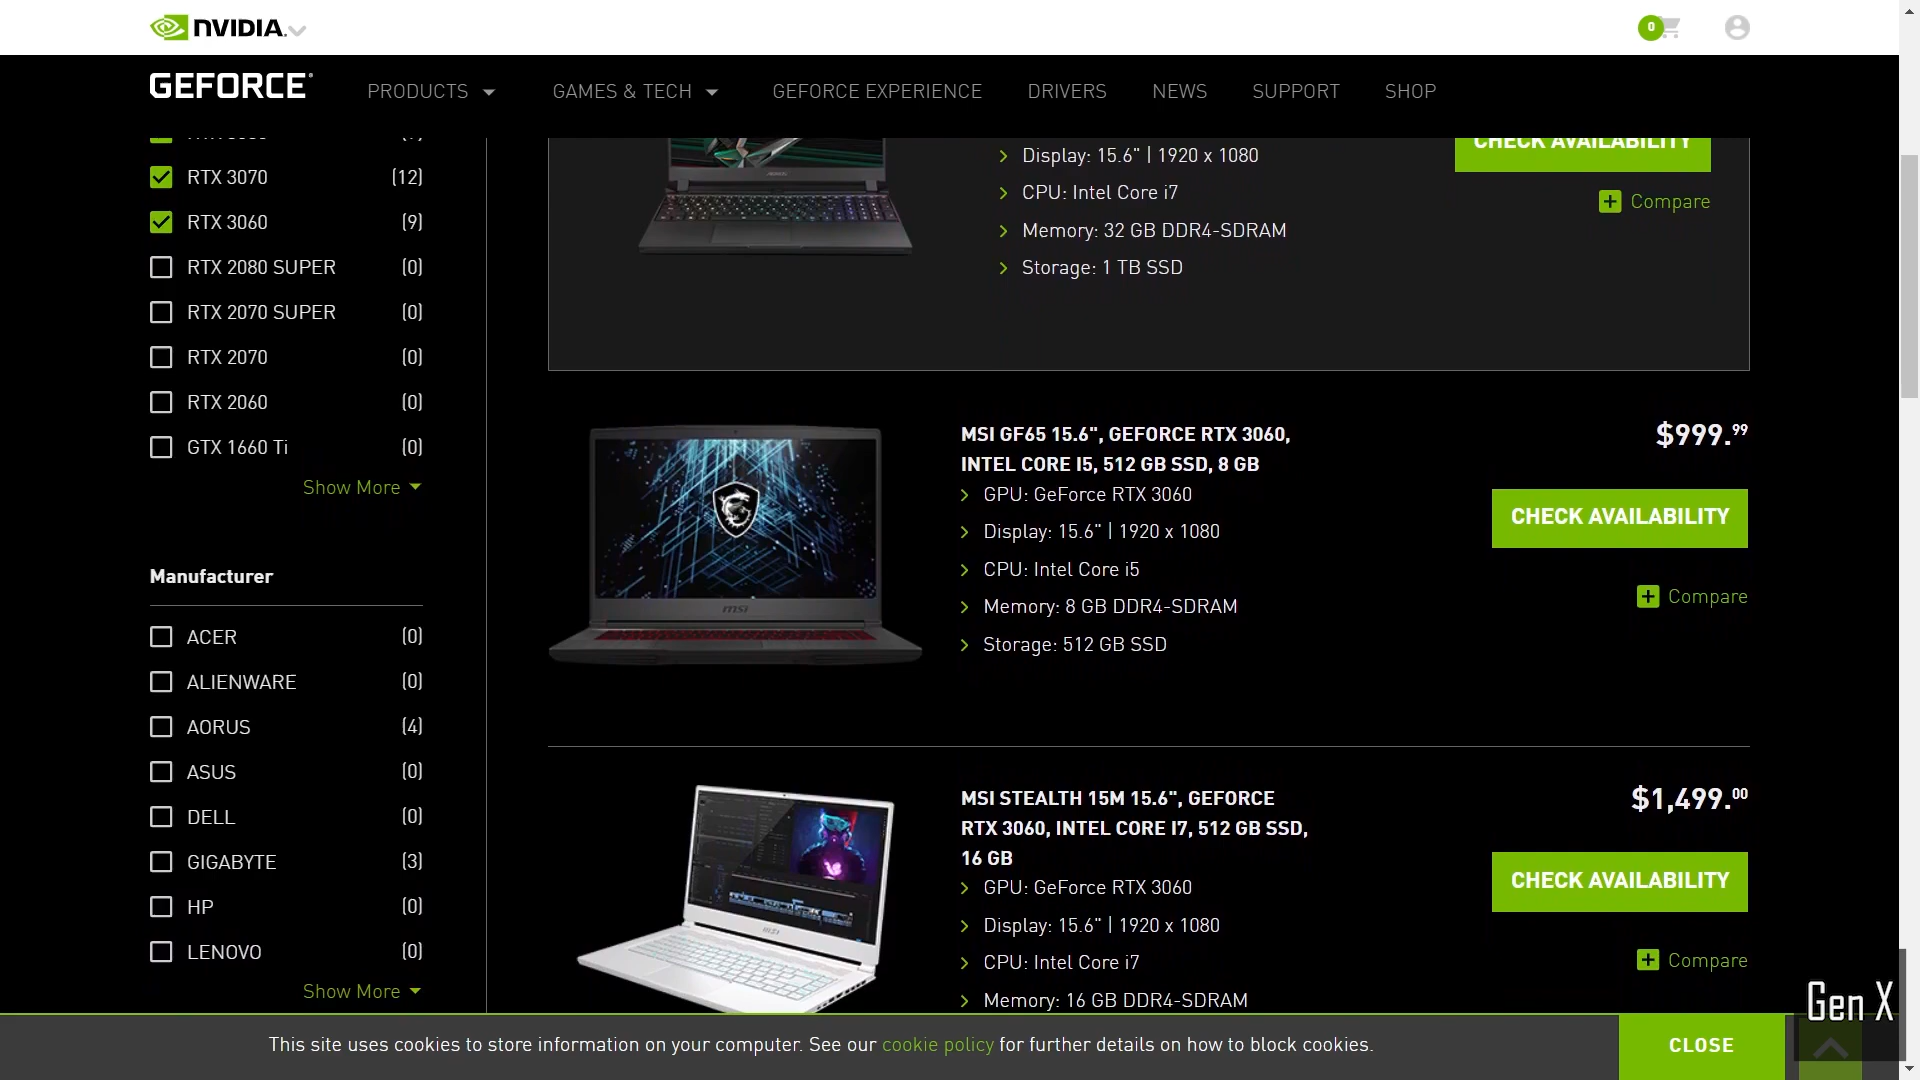 NVIDIA.
0
GEFORCE
PRODUCTS
GAMES & TECH
GEFORCE EXPERIENCE
DRIVERS
NEWS
SUPPORT
SHOP
RTX 3070 (12)
RTX 3060 (9)
RTX 2080 SUPER (0)
RTX 2070 SUPER (0)
RTX 2070 (0)
RTX 2060 (0)
GTX 1660 Ti (0)
Show More
Manufacturer
ACER (0)
ALIENWARE (0)
AORUS (4)
ASUS (0)
DELL (0)
GIGABYTE (3)
HP (0)
LENOVO (0)
Show More
Display: 15.6" | 1920 x 1080
CPU: Intel Core i7
Memory: 32 GB DDR4-SDRAM
Storage: 1 TB SSD
CHECK AVAILABILITY
Compare
msi
MSI GF65 15.6", GEFORCE RTX 3060,
INTEL CORE I5, 512 GB SSD, 8 GB
GPU: GeForce RTX 3060
Display: 15.6" | 1920 x 1080
CPU: Intel Core i5
Memory: 8 GB DDR4-SDRAM
Storage: 512 GB SSD
$999.99
CHECK AVAILABILITY
Compare
msi
MSI STEALTH 15M 15.6", GEFORCE
RTX 3060, INTEL CORE I7, 512 GB SSD,
16 GB
GPU: GeForce RTX 3060
Display: 15.6" | 1920 x 1080
CPU: Intel Core i7
Memory: 16 GB DDR4-SDRAM
$1,499.00
CHECK AVAILABILITY
Compare
Gen X
This site uses cookies to store information on your computer. See our cookie policy for further details on how to block cookies.
CLOSE